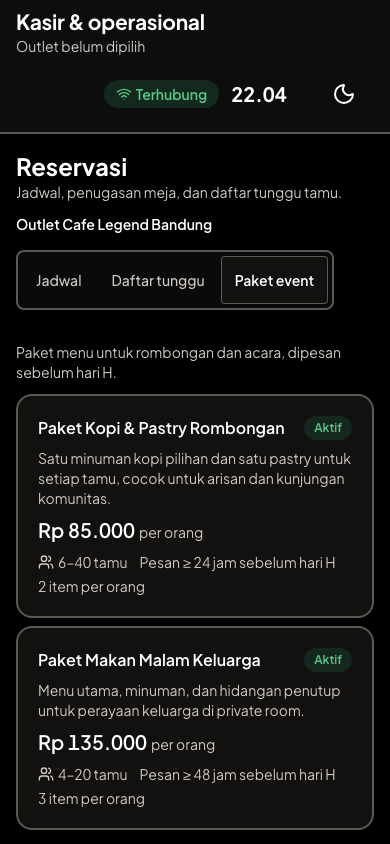 Kasir & operasional
Outlet belum dipilih
Terhubung 22.04
Reservasi
Jadwal, penugasan meja, dan daftar tunggu tamu.
Outlet Cafe Legend Bandung
Jadwal Daftar tunggu Paket event
Paket menu untuk rombongan dan acara, dipesan
sebelum hari H.
Paket Kopi & Pastry Rombongan Aktif
Satu minuman kopi pilihan dan satu pastry untuk
setiap tamu, cocok untuk arisan dan kunjungan
komunitas.
Rp 85.000 per orang
6–40 tamu Pesan ≥ 24 jam sebelum hari H
2 item per orang
Paket Makan Malam Keluarga Aktif
Menu utama, minuman, dan hidangan penutup
untuk perayaan keluarga di private room.
Rp 135.000 per orang
4–20 tamu Pesan ≥ 48 jam sebelum hari H
3 item per orang